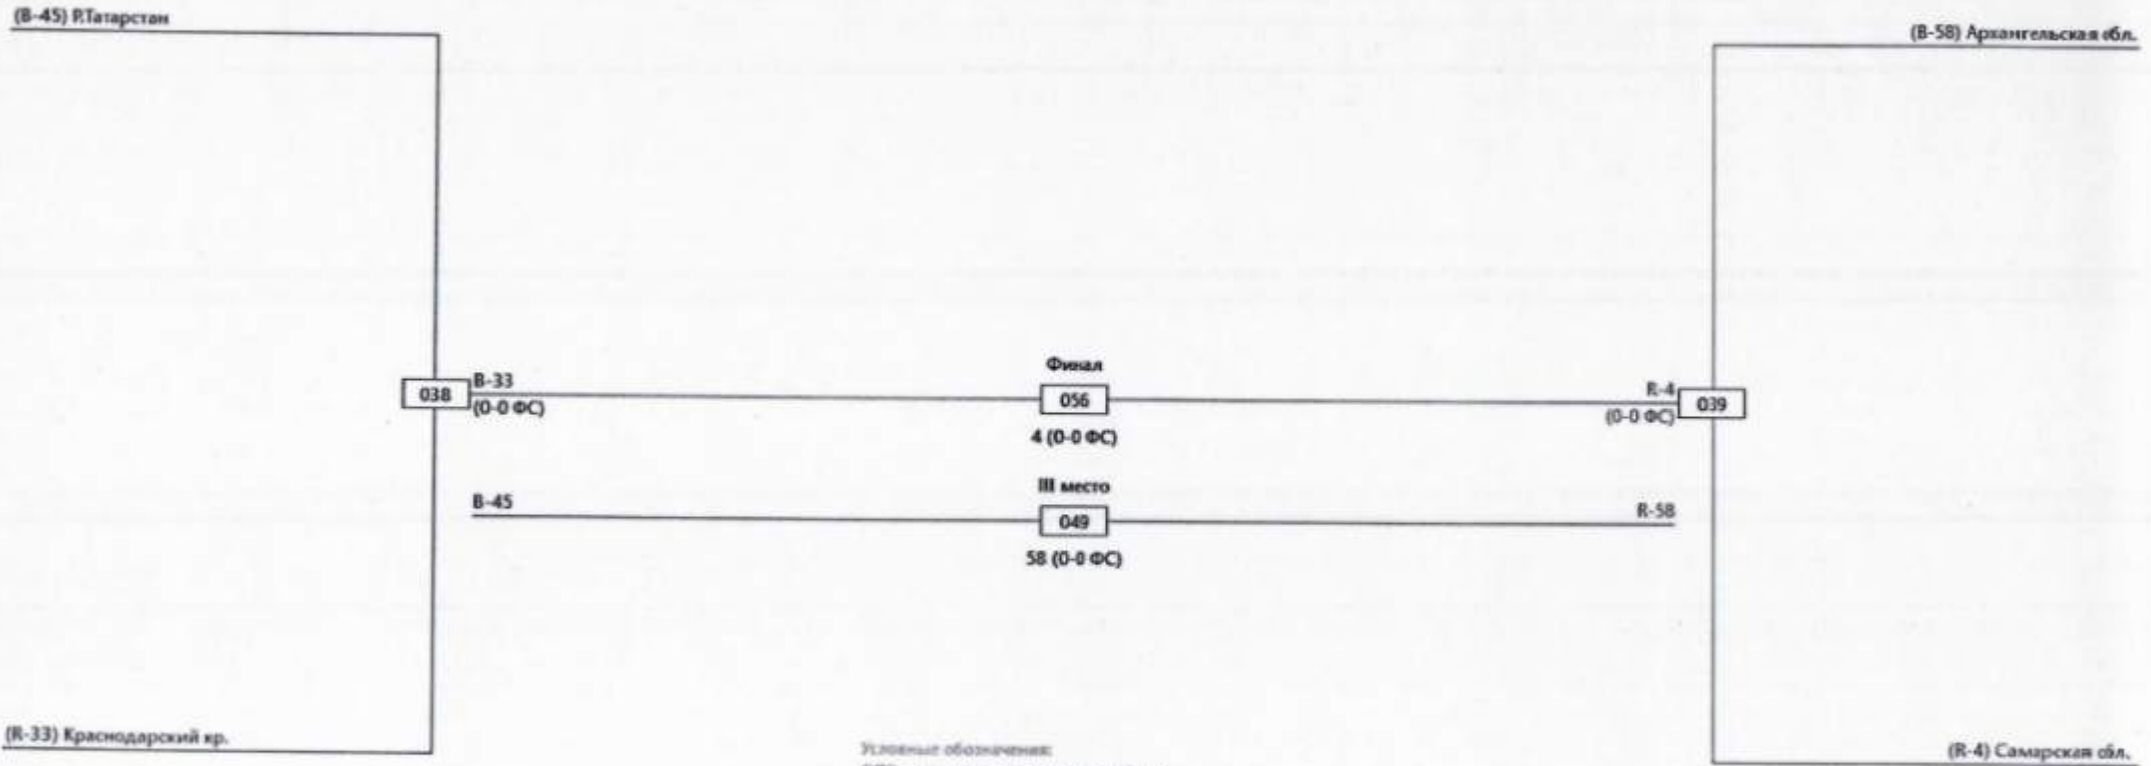 (B-45) Р.Татарстан
(B-58) Архангельская обл.
Финал
038
B-33
(0-0 ФС)
056
R-4
(0-0 ФС)
039
4 (0-0 ФС)
III место
B-45
049
R-58
58 (0-0 ФС)
(R-33) Краснодарский кр.
Условные обозначения:
(R-4) Самарская обл.